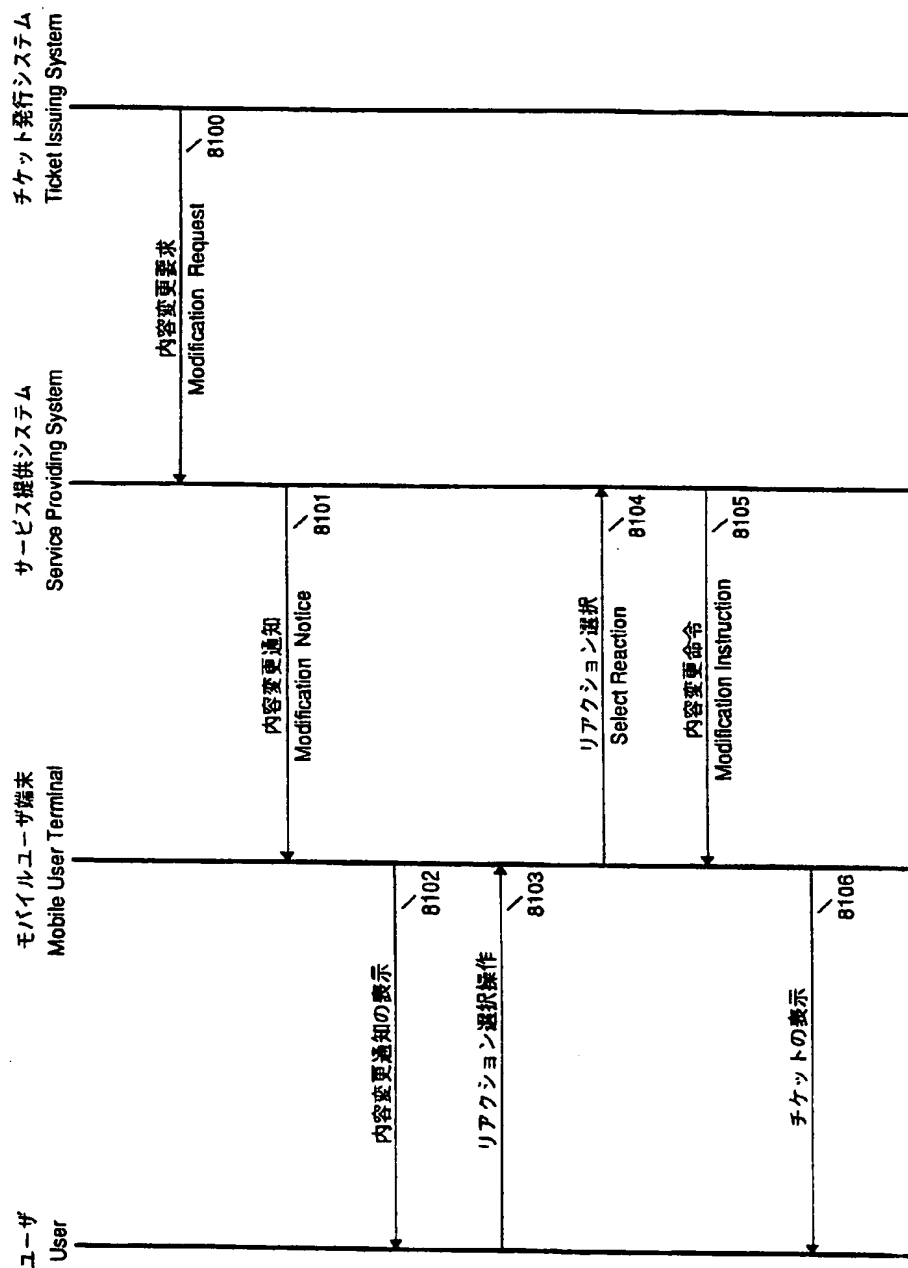 ユーザ
User
モバイルユーザ端末
Mobile User Terminal
サービス提供システム
Service Providing System
チケット発行システム
Ticket Issuing System
内容変更要求
Modification Request
8100
内容変更通知
Modification Notice
8101
内容変更通知の表示
8102
リアクション選択操作
8103
リアクション選択
Select Reaction
8104
内容変更命令
Modification Instruction
8105
チケットの表示
8106